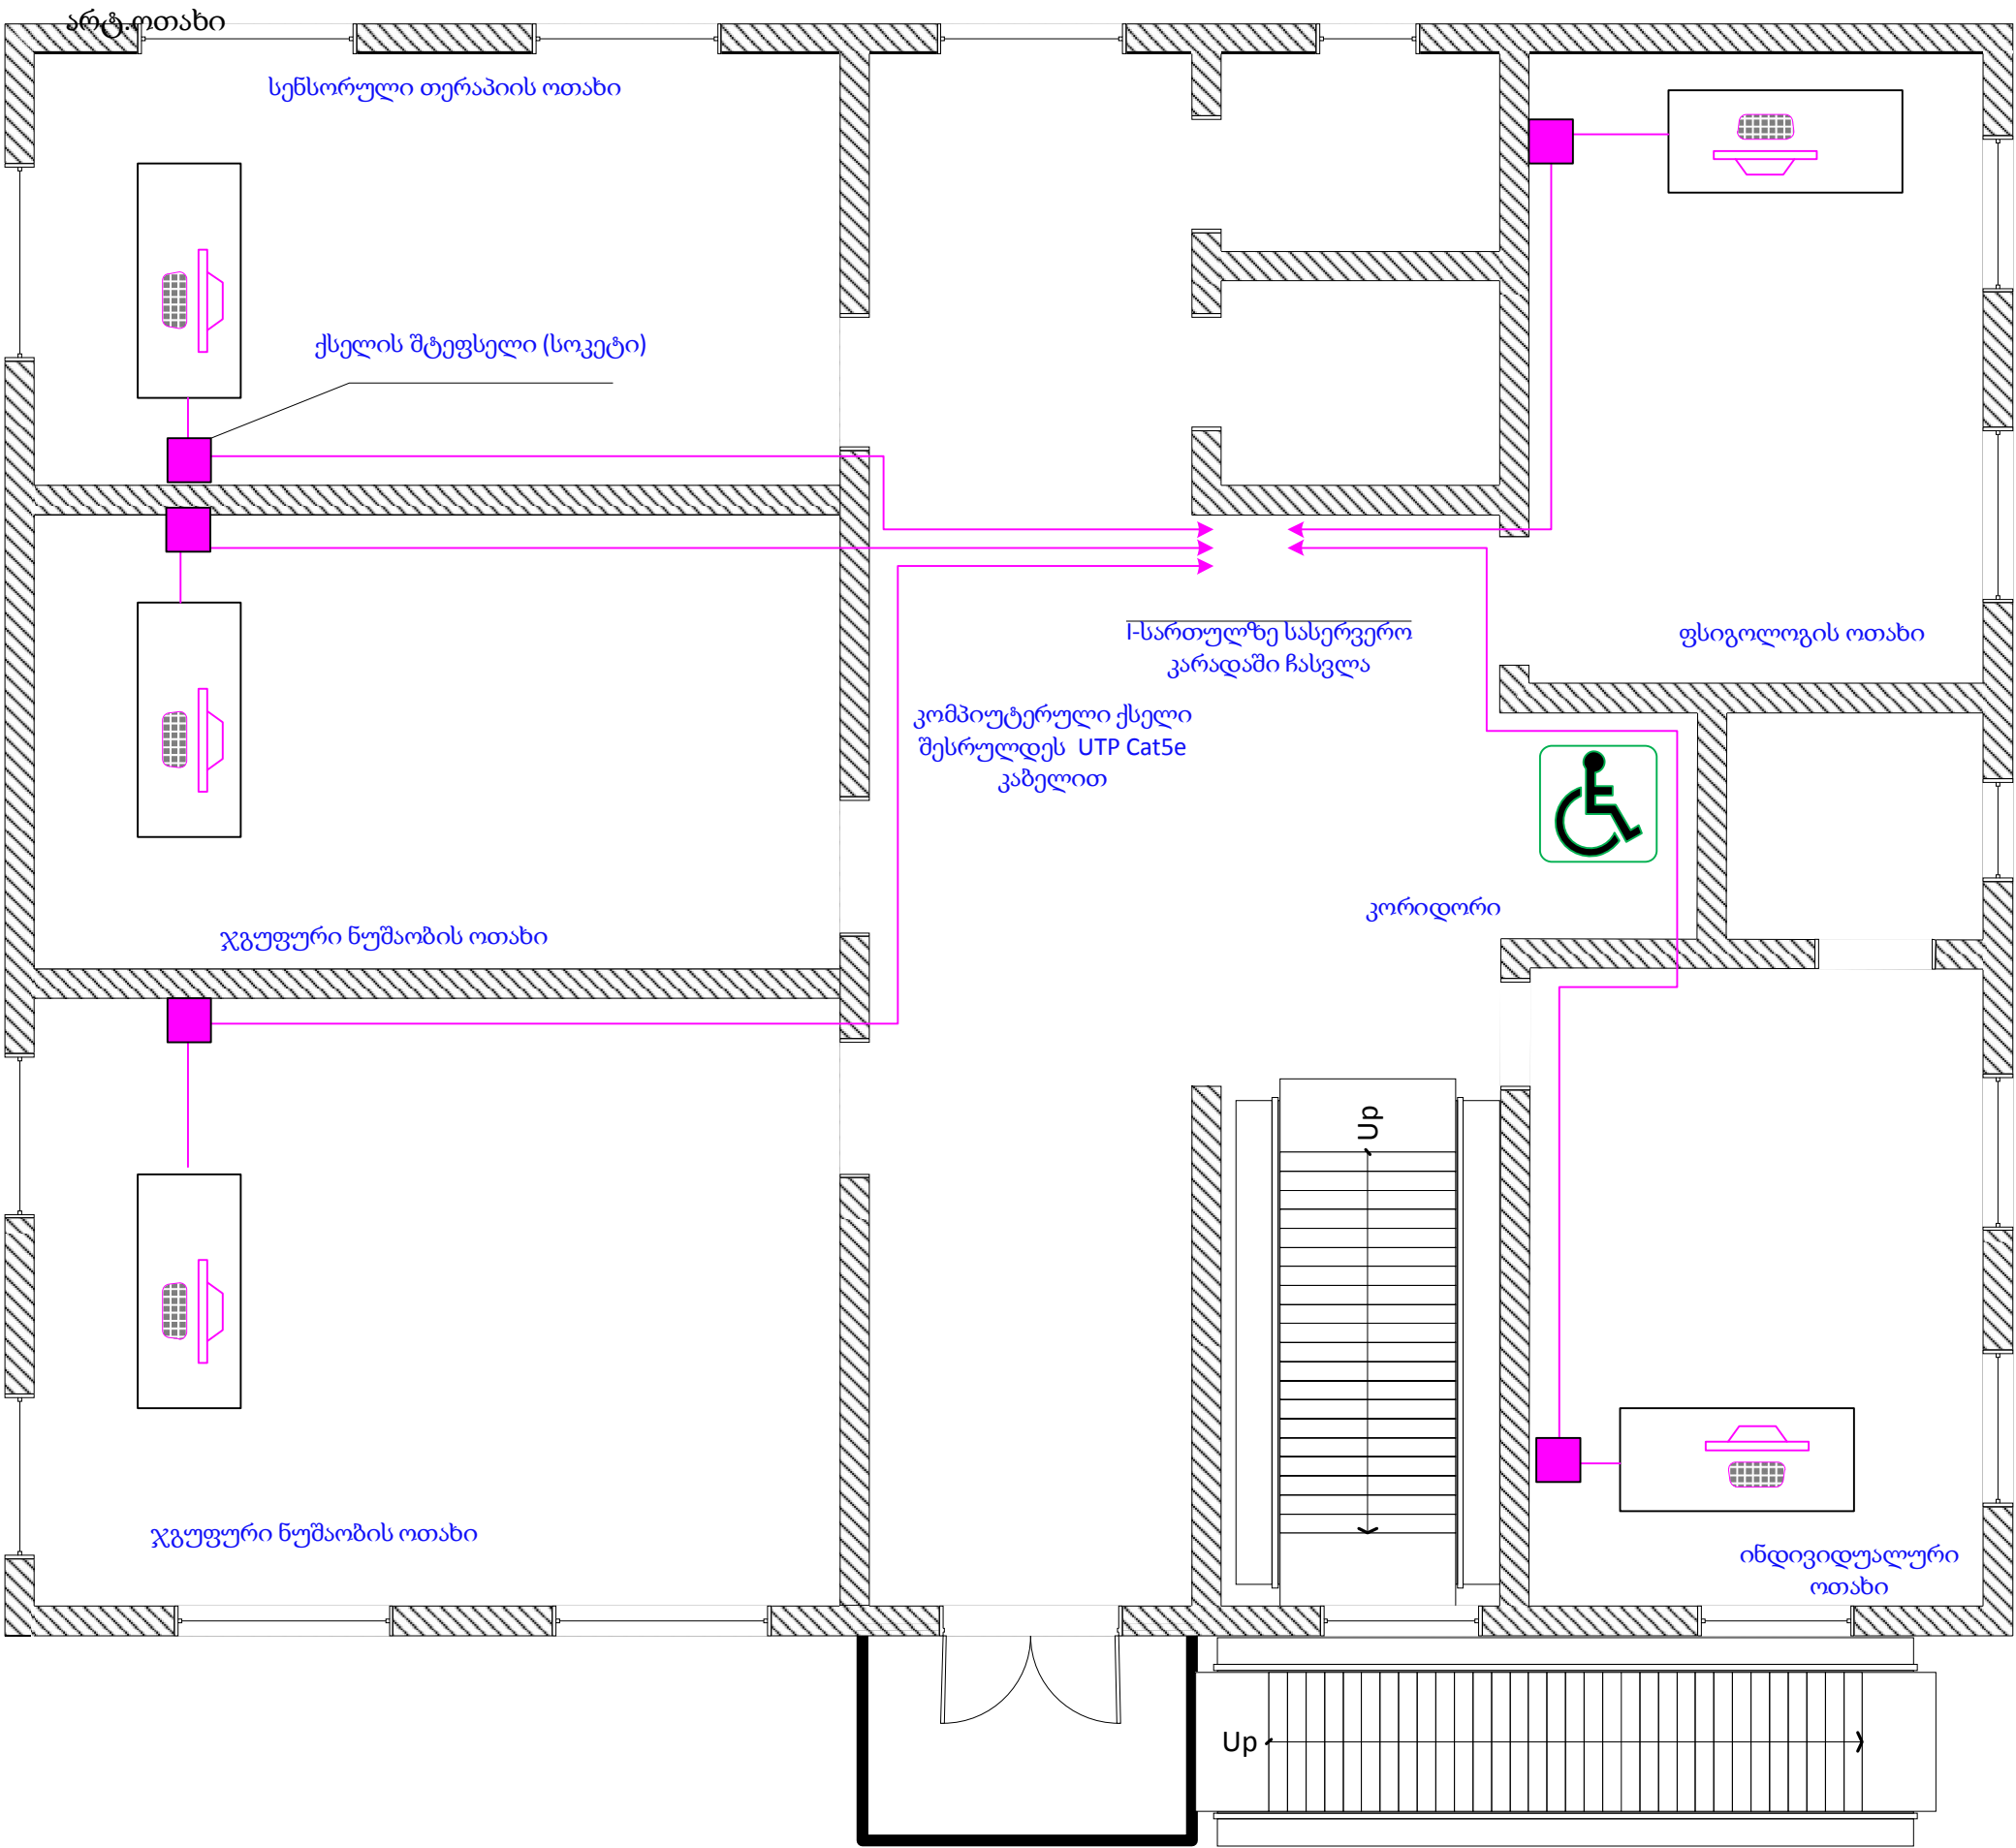 არტ.ოთახი
სენსორული თერაპიის ოთახი
ქსელის შტეფსელი (სოკეტი)
I-სართულზე სასერვერო
კარადაში ჩასვლა
ფსიგოლოგის ოთახი
კომპიუტერული ქსელი
შესრულდეს UTP Cat5e
კაბელით
კორიდორი
ჯგუფური ნუშაობის ოთახი
Up
ჯგუფური ნუშაობის ოთახი
ინდივიდუალური
ოთახი
Up